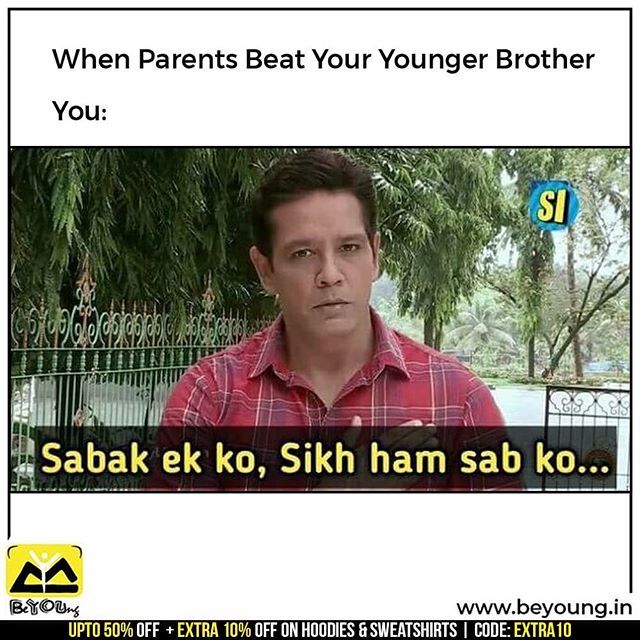 When Parents Beat Your Younger Brother
You:
SI
Sabak ek ko, Sikh ham sab ko...
BeYOUng
www.beyoung.in
UPTO 50% OFF + EXTRA 10% OFF ON HOODIES & SWEATSHIRTS | CODE: EXTRA10